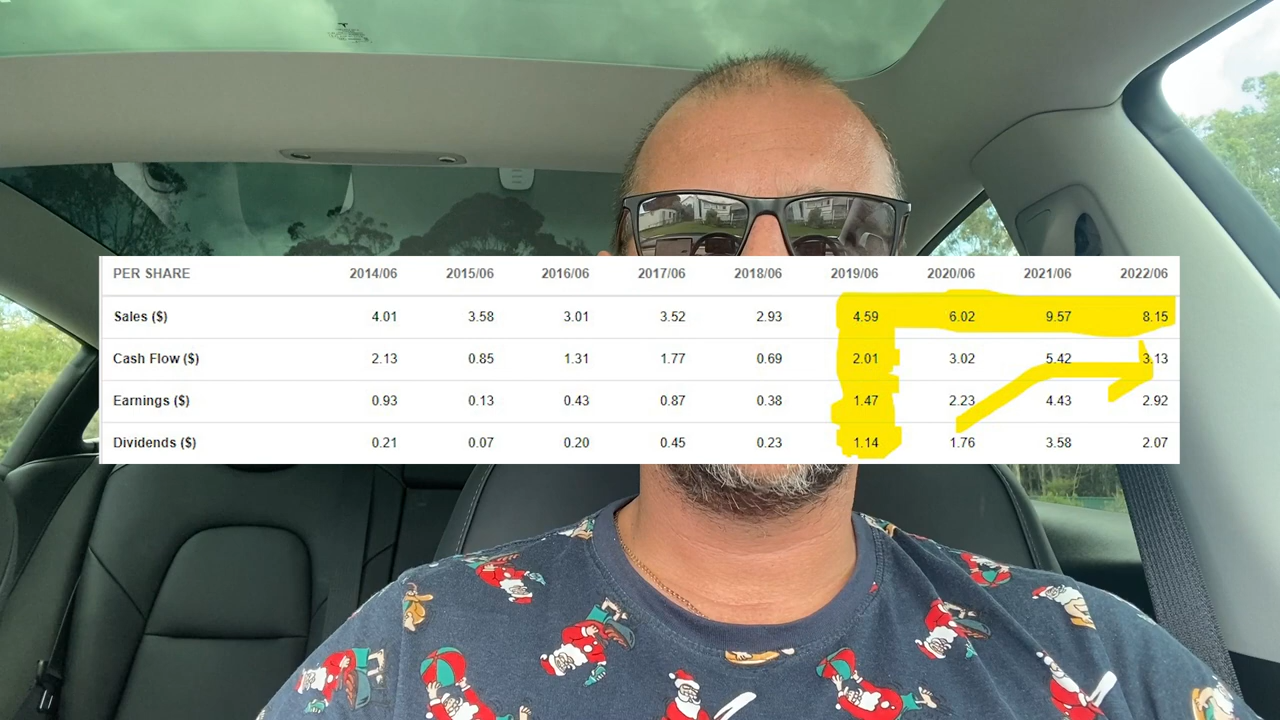 PER SHARE 2014/06 2015/06 2016/06 2017/06 2018/06 2019/06 2020/06 2021/06 2022/06
Sales ($) 4.01 3.58 3.01 3.52 2.93 4.59 6.02 9.57 8.15
Cash Flow ($) 2.13 0.85 1.31 1.77 0.69 2.01 3.02 5.42 3.13
Earnings ($) 0.93 0.13 0.43 0.87 0.38 1.47 2.23 4.43 2.92
Dividends ($) 0.21 0.07 0.20 0.45 0.23 1.14 1.76 3.58 2.07